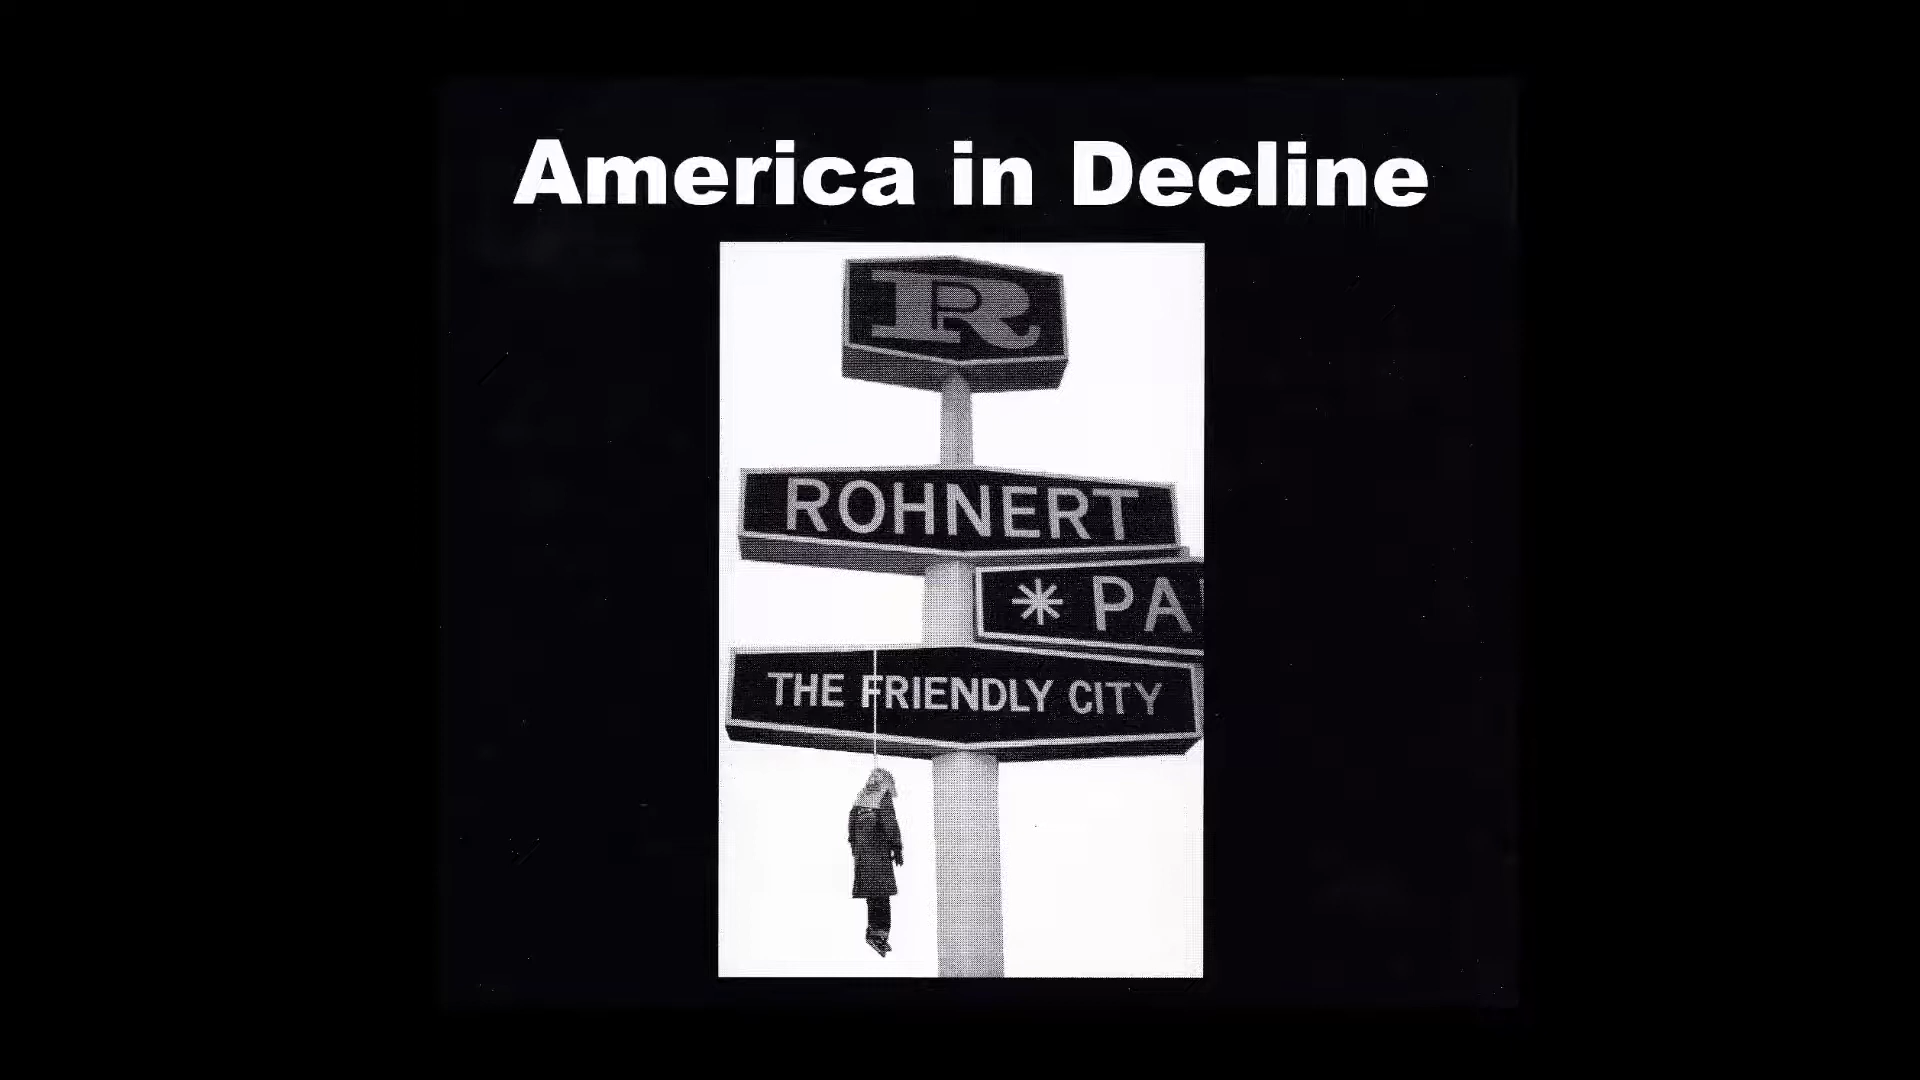 America in Decline
R
ROHNERT
* PA
THE FRIENDLY CITY